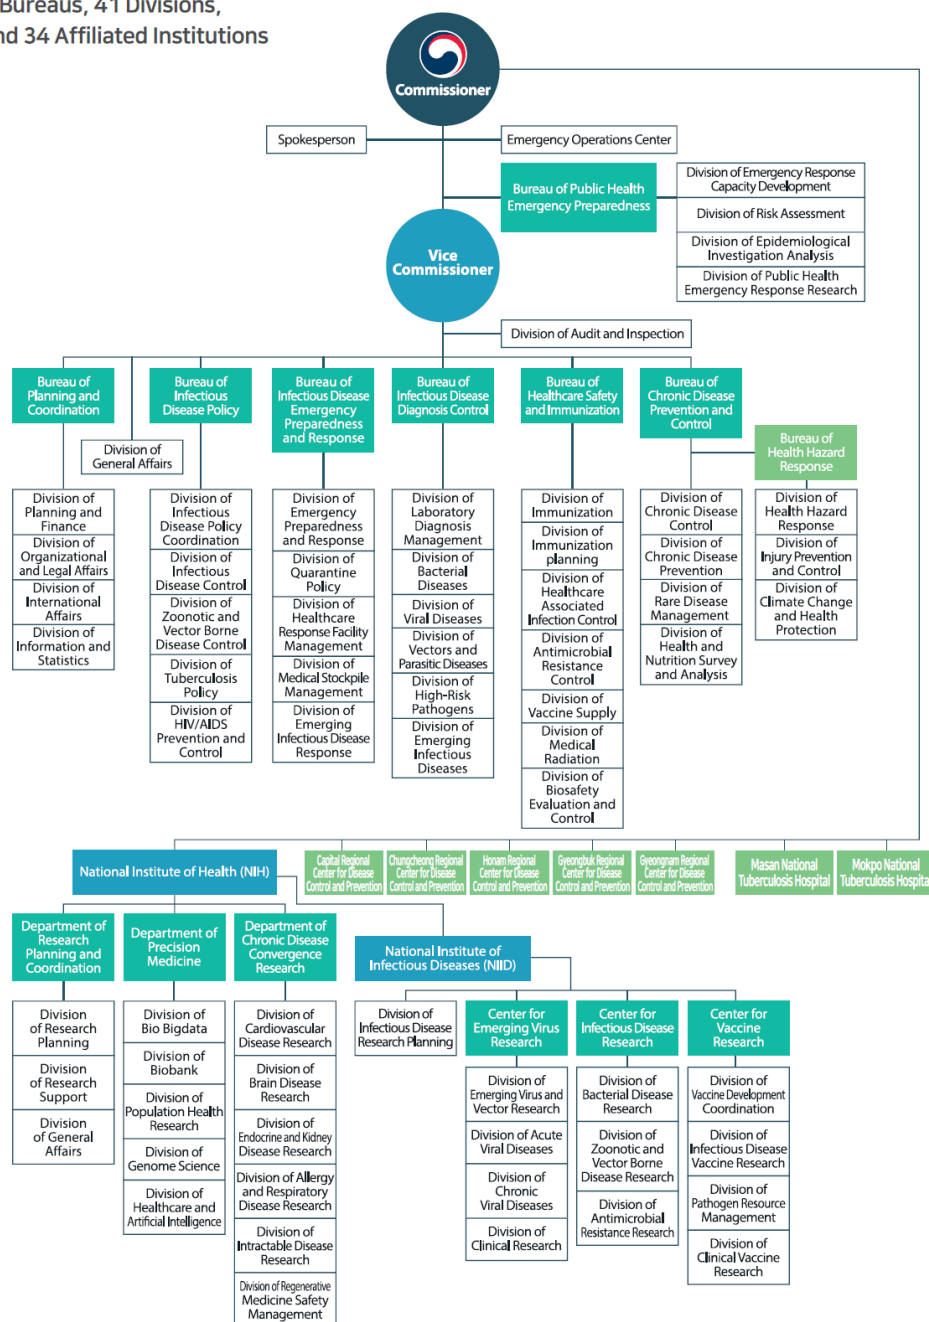 Bureaus, 41 Divisions,
nd 34 Affiliated Institutions
Commissioner
Spokesperson
Emergency Operations Center
Bureau of Public Health
Emergency Preparedness
Division of Emergency Response
Capacity Development
Division of Risk Assessment
Division of Epidemiological
Investigation Analysis
Division of Public Health
Emergency Response Research
Vice
Commissioner
Division of Audit and Inspection
Bureau of
Planning and
Coordination
Division of
General Affairs
Bureau of
Infectious
Disease Policy
Bureau of
Infectious Disease
Emergency
Preparedness
and Response
Bureau of
Infectious Disease
Diagnosis Control
Bureau of
Healthcare Safety
and Immunization
Bureau of
Chronic Disease
Prevention and
Control
Bureau of
Health Hazard
Response
Division of
Planning and
Finance
Division of
Organizational
and Legal Affairs
Division of
International
Affairs
Division of
Information and
Statistics
Division of
Infectious
Disease Policy
Coordination
Division of
Infectious
Disease Control
Division of
Zoonotic and
Vector Borne
Disease Control
Division of
Tuberculosis
Policy
Division of
HIV/AIDS
Prevention and
Control
Division of
Emergency
Preparedness
and Response
Division of
Quarantine
Policy
Division of
Healthcare
Response Facility
Management
Division of
Medical Stockpile
Management
Division of
Emerging
Infectious Disease
Response
Division of
Laboratory
Diagnosis
Management
Division of
Bacterial
Diseases
Division of
Viral Diseases
Division of
Vectors and
Parasitic Diseases
Division of
High-Risk
Pathogens
Division of
Emerging
Infectious
Diseases
Division of
Immunization
Division of
Immunization
planning
Division of
Healthcare
Associated
Infection Control
Division of
Antimicrobial
Resistance
Control
Division of
Vaccine Supply
Division of
Medical
Radiation
Division of
Biosafety
Evaluation and
Control
Division of
Chronic Disease
Control
Division of
Chronic Disease
Prevention
Division of
Rare Disease
Management
Division of
Health and
Nutrition Survey
and Analysis
Division of
Health Hazard
Response
Division of
Injury Prevention
and Control
Division of
Climate Change
and Health
Protection
National Institute of Health (NIH)
Capital Regional
Center for Disease
Control and Prevention
Chungcheong Regional
Center for Disease
Control and Prevention
Honam Regional
Center for Disease
Control and Prevention
Gyeongbuk Regional
Center for Disease
Control and Prevention
Gyeongnam Regional
Center for Disease
Control and Prevention
Masan National
Tuberculosis Hospital
Mokpo National
Tuberculosis Hospital
Department of
Research
Planning and
Coordination
Department of
Precision
Medicine
Department of
Chronic Disease
Convergence
Research
National Institute of
Infectious Diseases (NIID)
Division
of Research
Planning
Division
of Research
Support
Division
of General
Affairs
Division of
Bio Bigdata
Division of
Biobank
Division of
Population Health
Research
Division of
Genome Science
Division of
Healthcare and
Artificial Intelligence
Division of
Cardiovascular
Disease Research
Division of
Brain Disease
Research
Division of
Endocrine and Kidney
Disease Research
Division of Allergy
and Respiratory
Disease Research
Division of
Intractable Disease
Research
Division of Regenerative
Medicine Safety
Management
Division of
Infectious Disease
Research Planning
Center for
Emerging Virus
Research
Center for
Infectious Disease
Research
Center for
Vaccine
Research
Division of
Emerging Virus and
Vector Research
Division of Acute
Viral Diseases
Division of
Chronic
Viral Diseases
Division of
Clinical Research
Division of
Bacterial Disease
Research
Division of
Zoonotic and
Vector Borne
Disease Research
Division of
Antimicrobial
Resistance Research
Division of
Vaccine Development
Coordination
Division of
Infectious Disease
Vaccine Research
Division of
Pathogen Resource
Management
Division of
Clinical Vaccine
Research